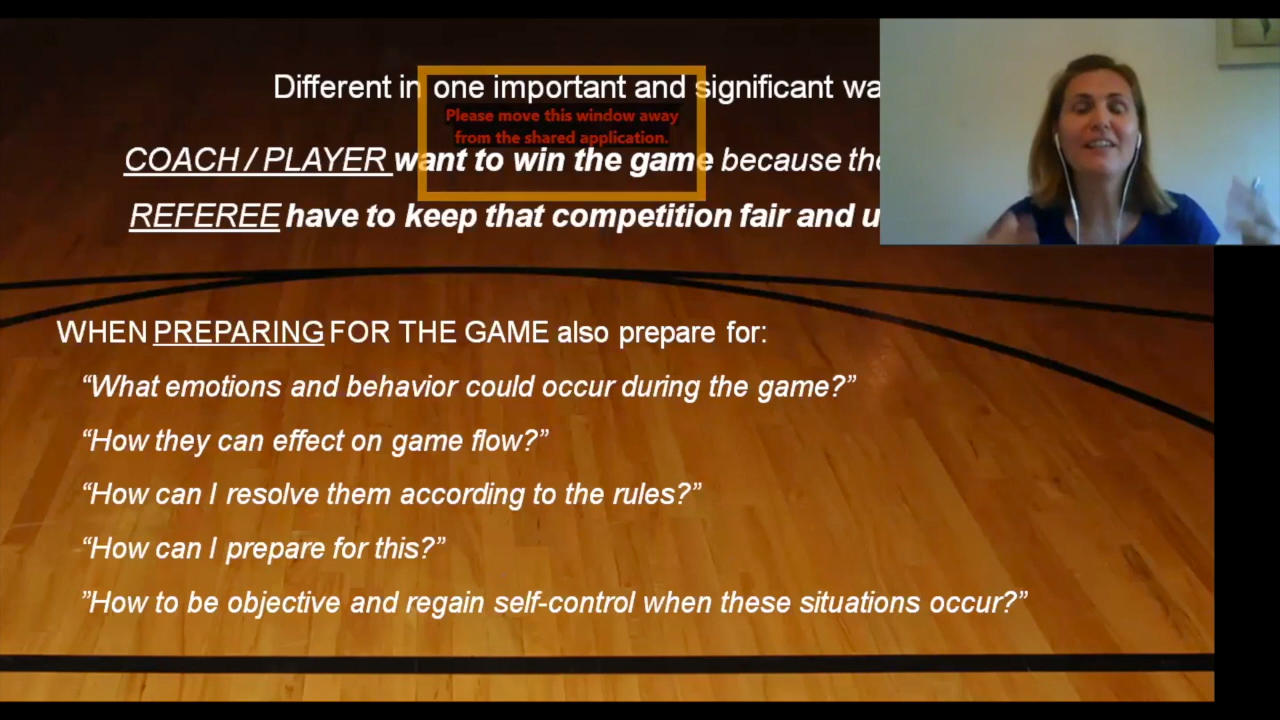 Different in one important and significant
Please move this window away
from the shared application.
COACH / PLAYER want to win the game because
REFEREE have to keep that competition fair and
WHEN PREPARING FOR THE GAME also prepare for:
“What emotions and behavior could occur during the game?”
“How they can effect on game flow?”
“How can I resolve them according to the rules?”
“How can I prepare for this?”
”How to be objective and regain self-control when these situations occur?”